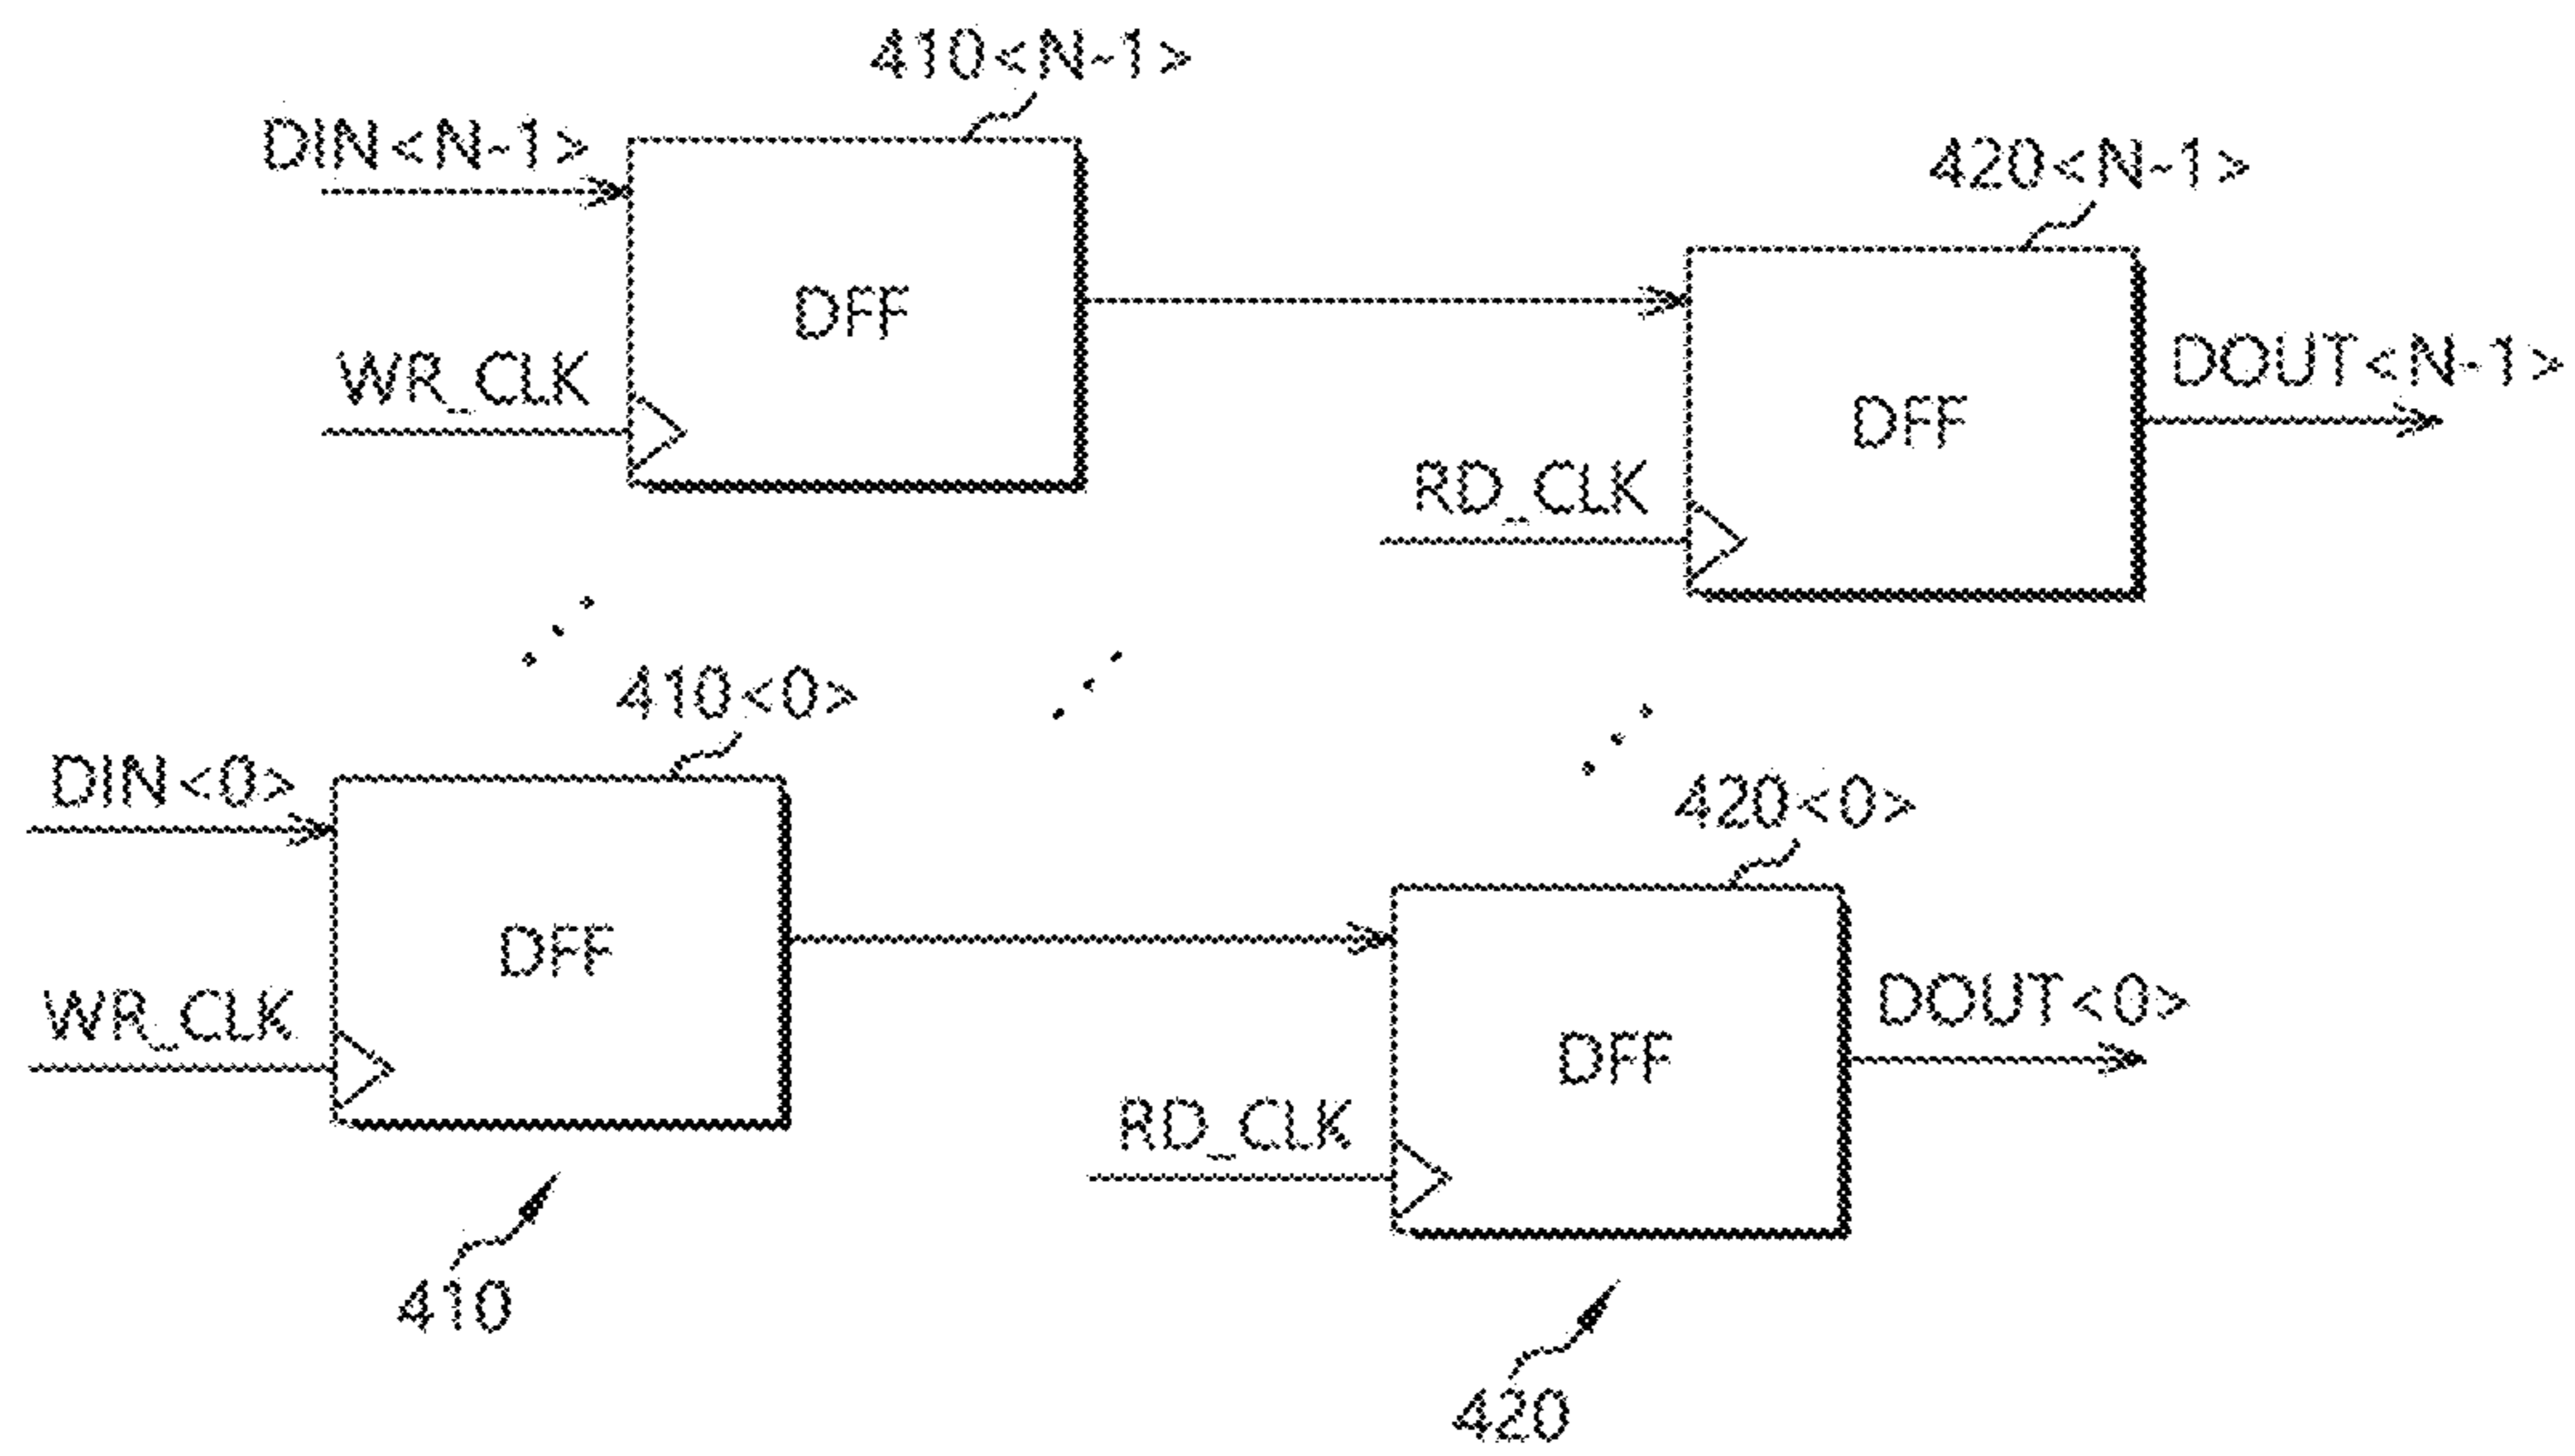 410<N-1>
DIN<N-1>
420<N-1>
DFF
WR_CLK
DOUT<N-1>
DFF
RD_CLK
410<0>
DIN<0>
420<0>
DFF
WR_CLK
DOUT<0>
DFF
RD_CLK
410
420